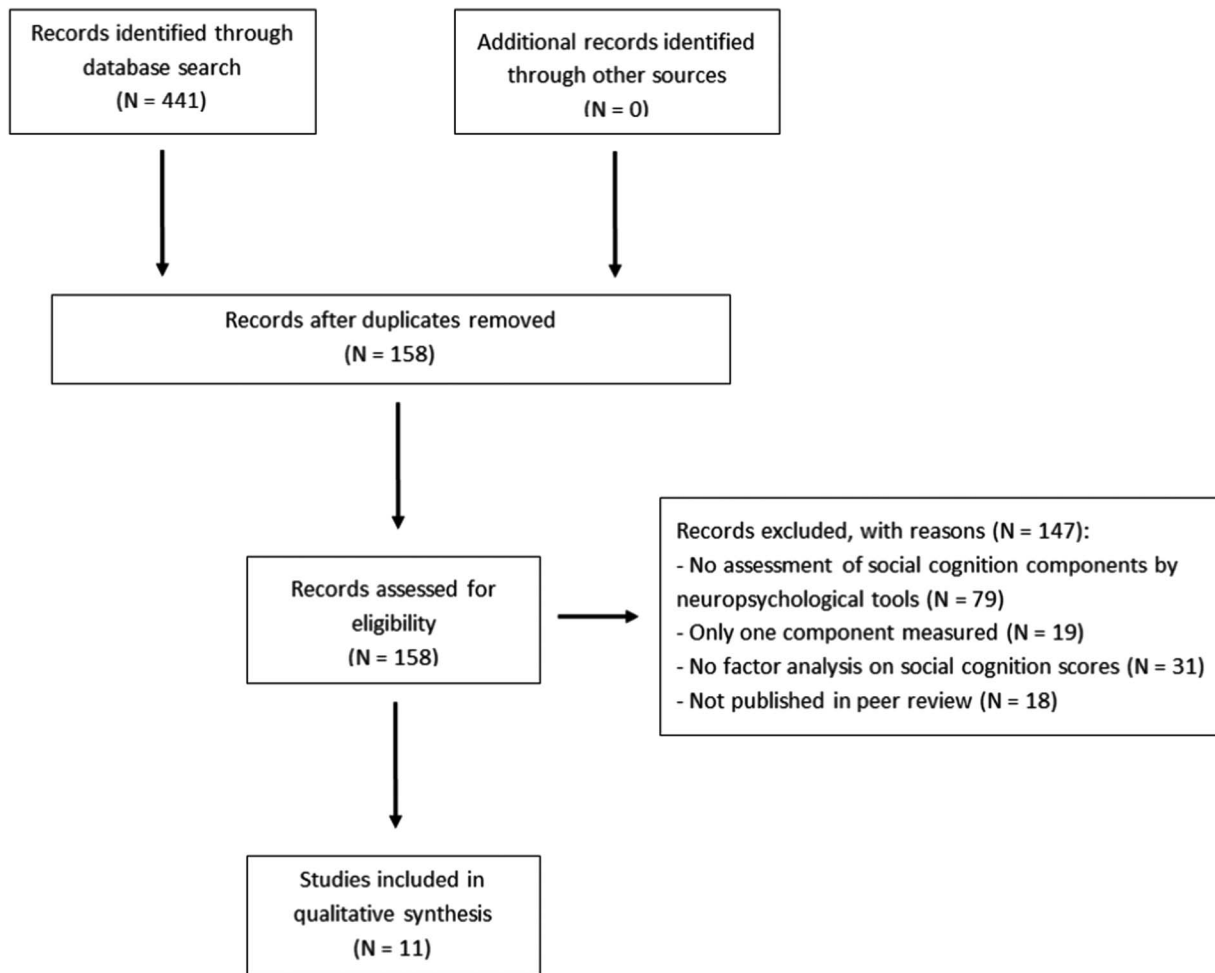 Records identified through
database search
(N = 441)
Additional records identified
through other sources
(N = 0)
Records after duplicates removed
(N = 158)
Records assessed for
eligibility
(N = 158)
Records excluded, with reasons (N = 147):
- No assessment of social cognition components by
neuropsychological tools (N = 79)
- Only one component measured (N = 19)
- No factor analysis on social cognition scores (N = 31)
- Not published in peer review (N = 18)
Studies included in
qualitative synthesis
(N = 11)